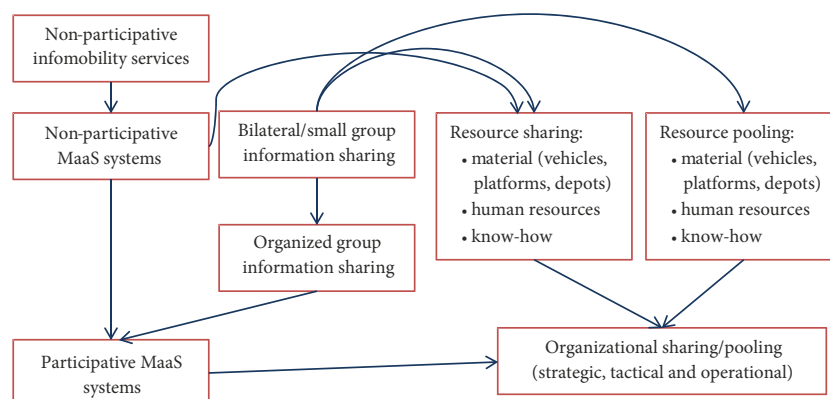 Non-participative
infomobility services
Non-participative
MaaS systems
Bilateral/small group
information sharing
Resource sharing:
• material (vehicles,
platforms, depots)
• human resources
• know-how
Resource pooling:
• material (vehicles,
platforms, depots)
• human resources
• know-how
Organized group
information sharing
Participative MaaS
systems
Organizational sharing/pooling
(strategic, tactical and operational)